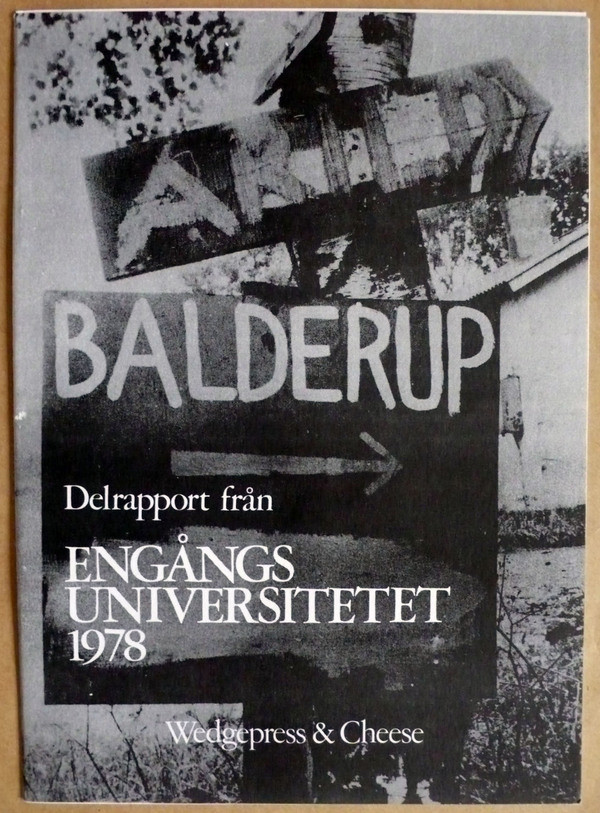 BALDERUP
Delrapport från
ENGÅNGS
UNIVERSITETET
1978
Wedgepress & Cheese